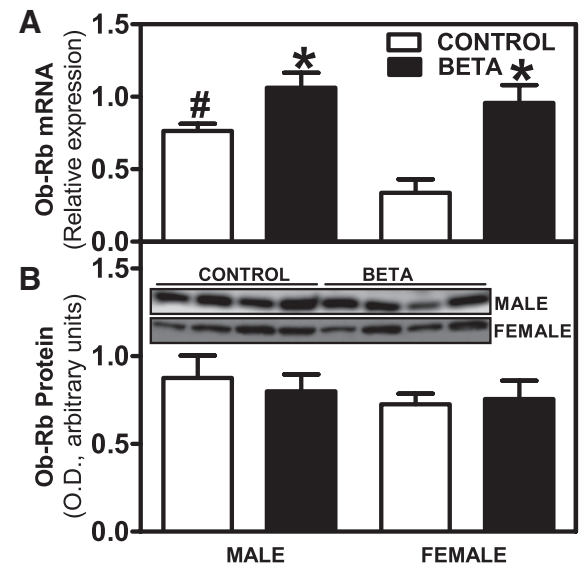 A
Ob-Rb mRNA
(Relative expression)
1.5
1.0
0.5
0.0
CONTROL
BETA
#
*
*
B
Ob-Rb Protein
(O.D., arbitrary units)
1.5
1.0
0.5
0.0
CONTROL BETA
MALE
FEMALE
MALE FEMALE